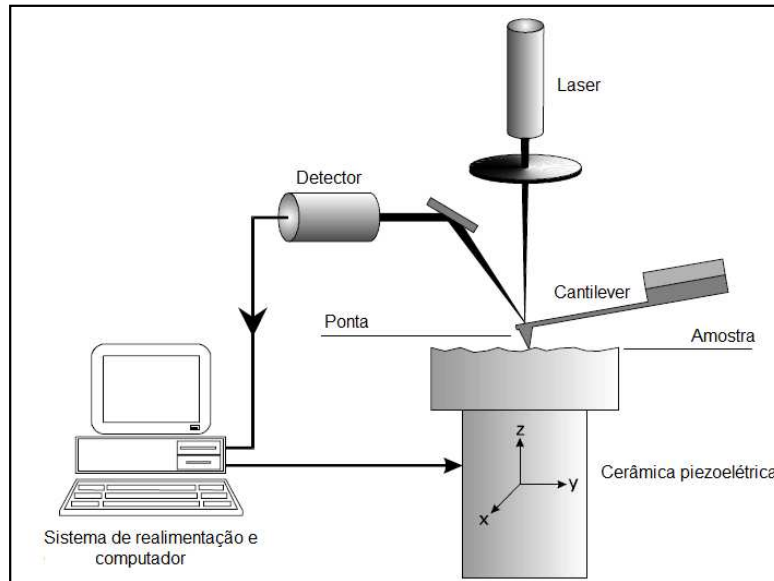 Laser
Detector
Cantilever
Ponta
Amostra
z
y
x
Cerâmica piezoelétrica
Sistema de realimentação e
computador